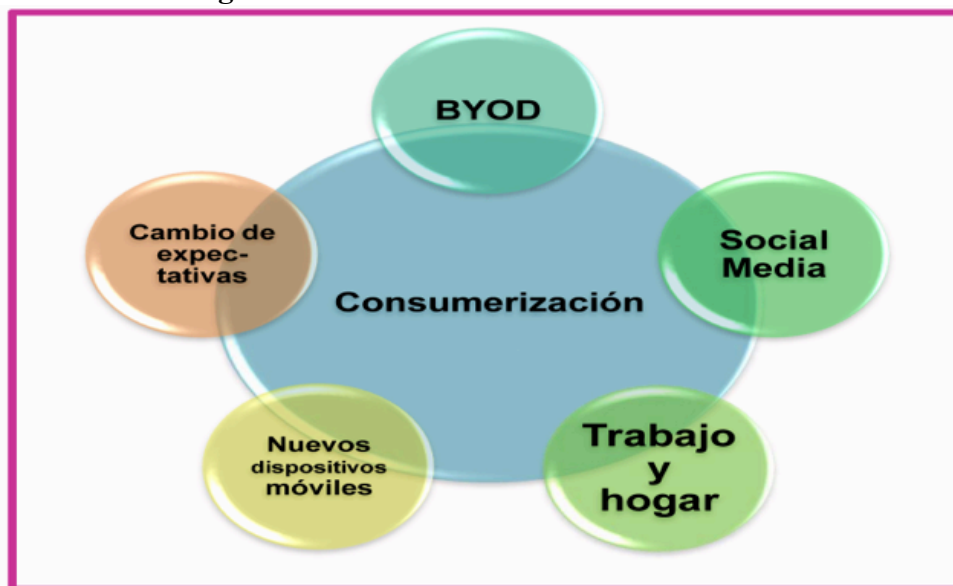 BYOD
Social
Media
Trabajo
y
hogar
Nuevos
dispositivos
móviles
Cambio de
expec-
tativas
Consumerización